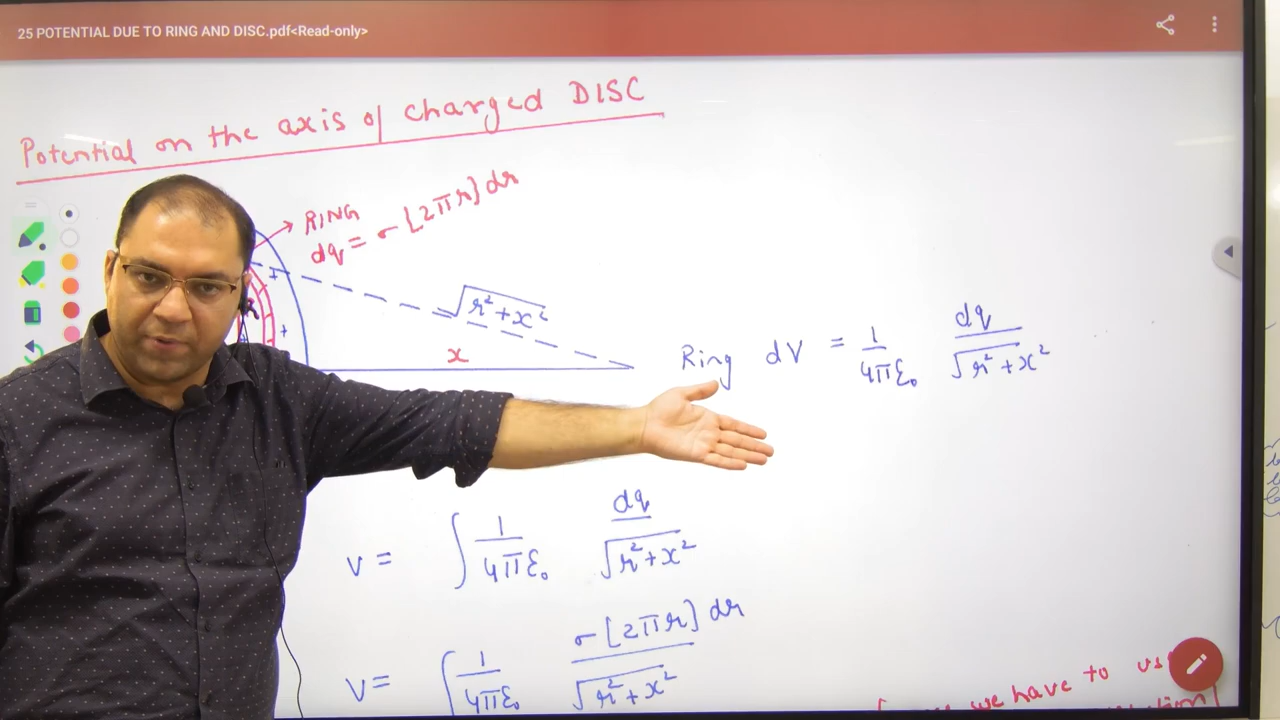 25 POTENTIAL DUE TO RING AND DISC.pdf<Read-only>
Potential on the axis of charged DISC
RING
dq = σ [2πr] dr
√r²+x²
x
Ring dV = 1/4πε₀ dq/√r²+x²
V = ∫ 1/4πε₀ dq/√r²+x²
V = ∫ 1/4πε₀ σ[2πr] dr/√r²+x²
we have to us